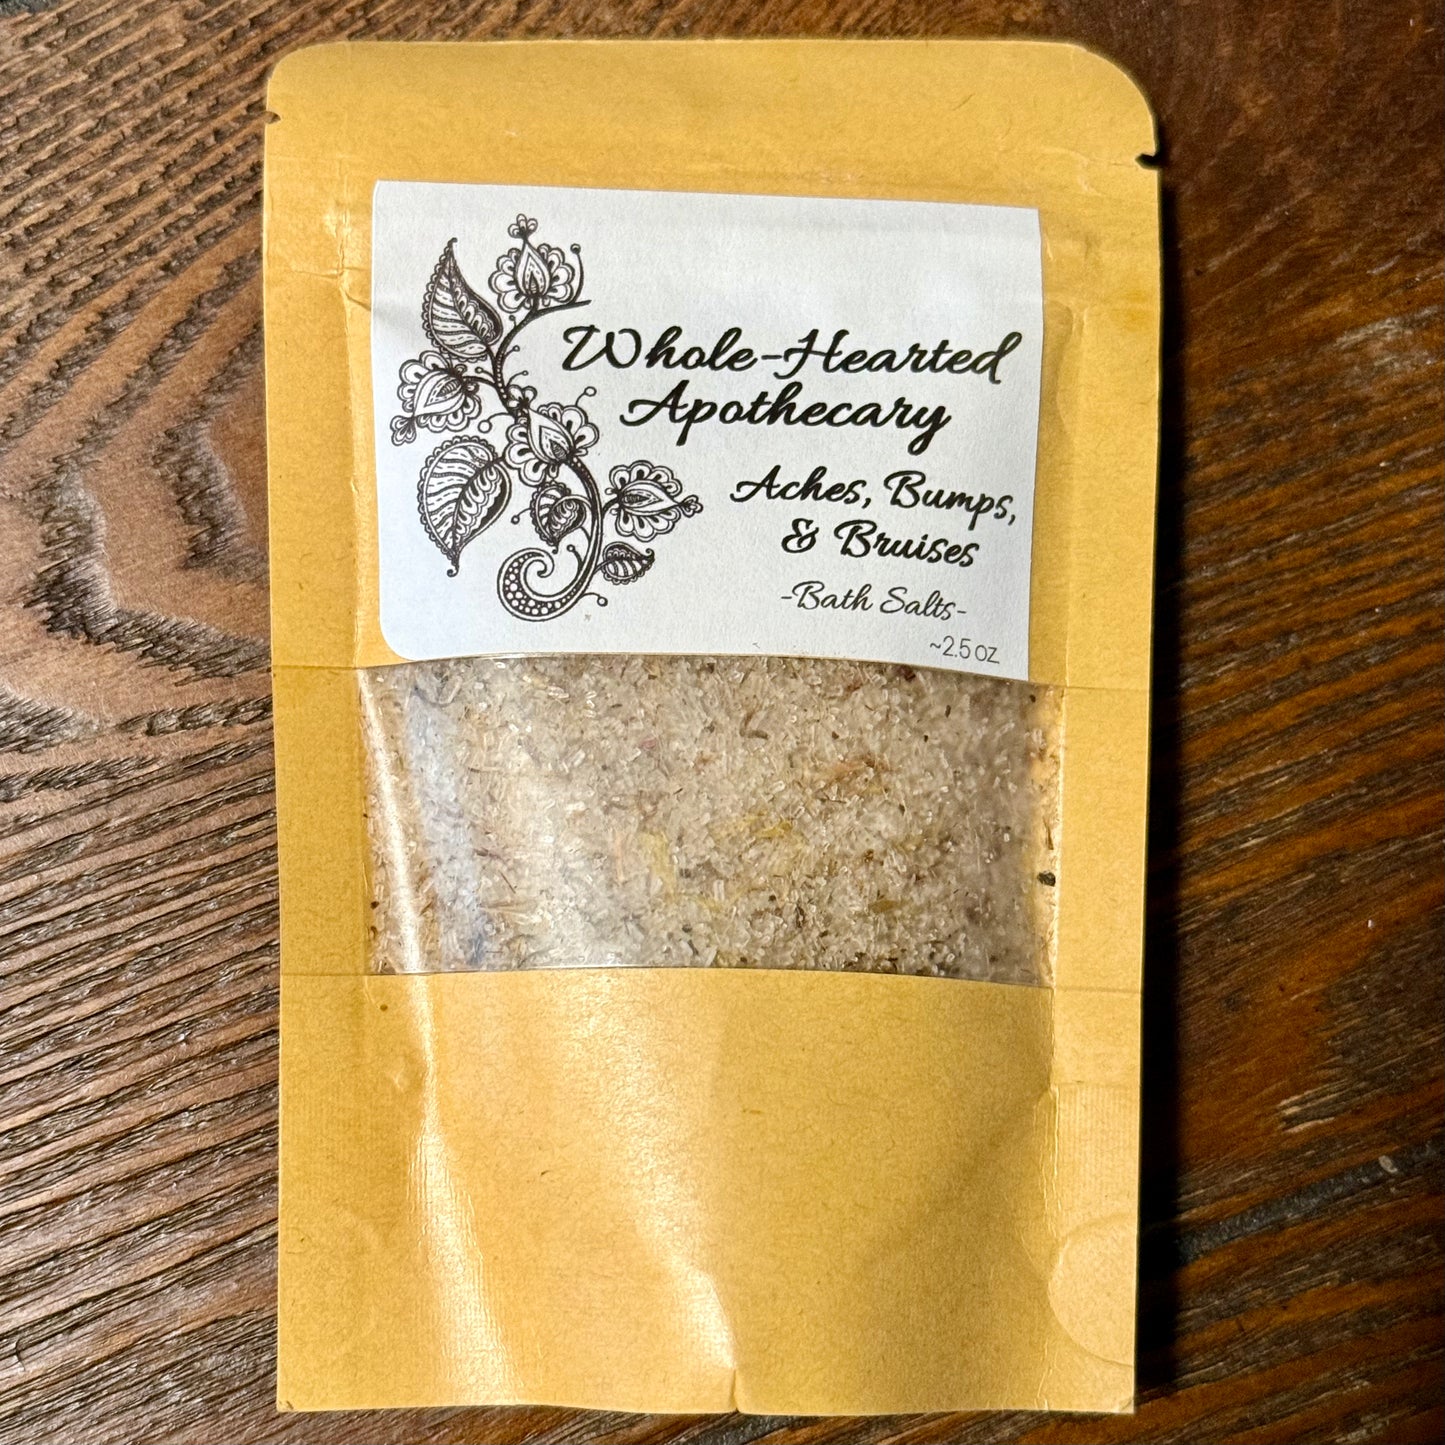 Whole-Hearted
Apothecary
Aches, Bumps,
& Bruises
-Bath Salts-
~2.5 oz